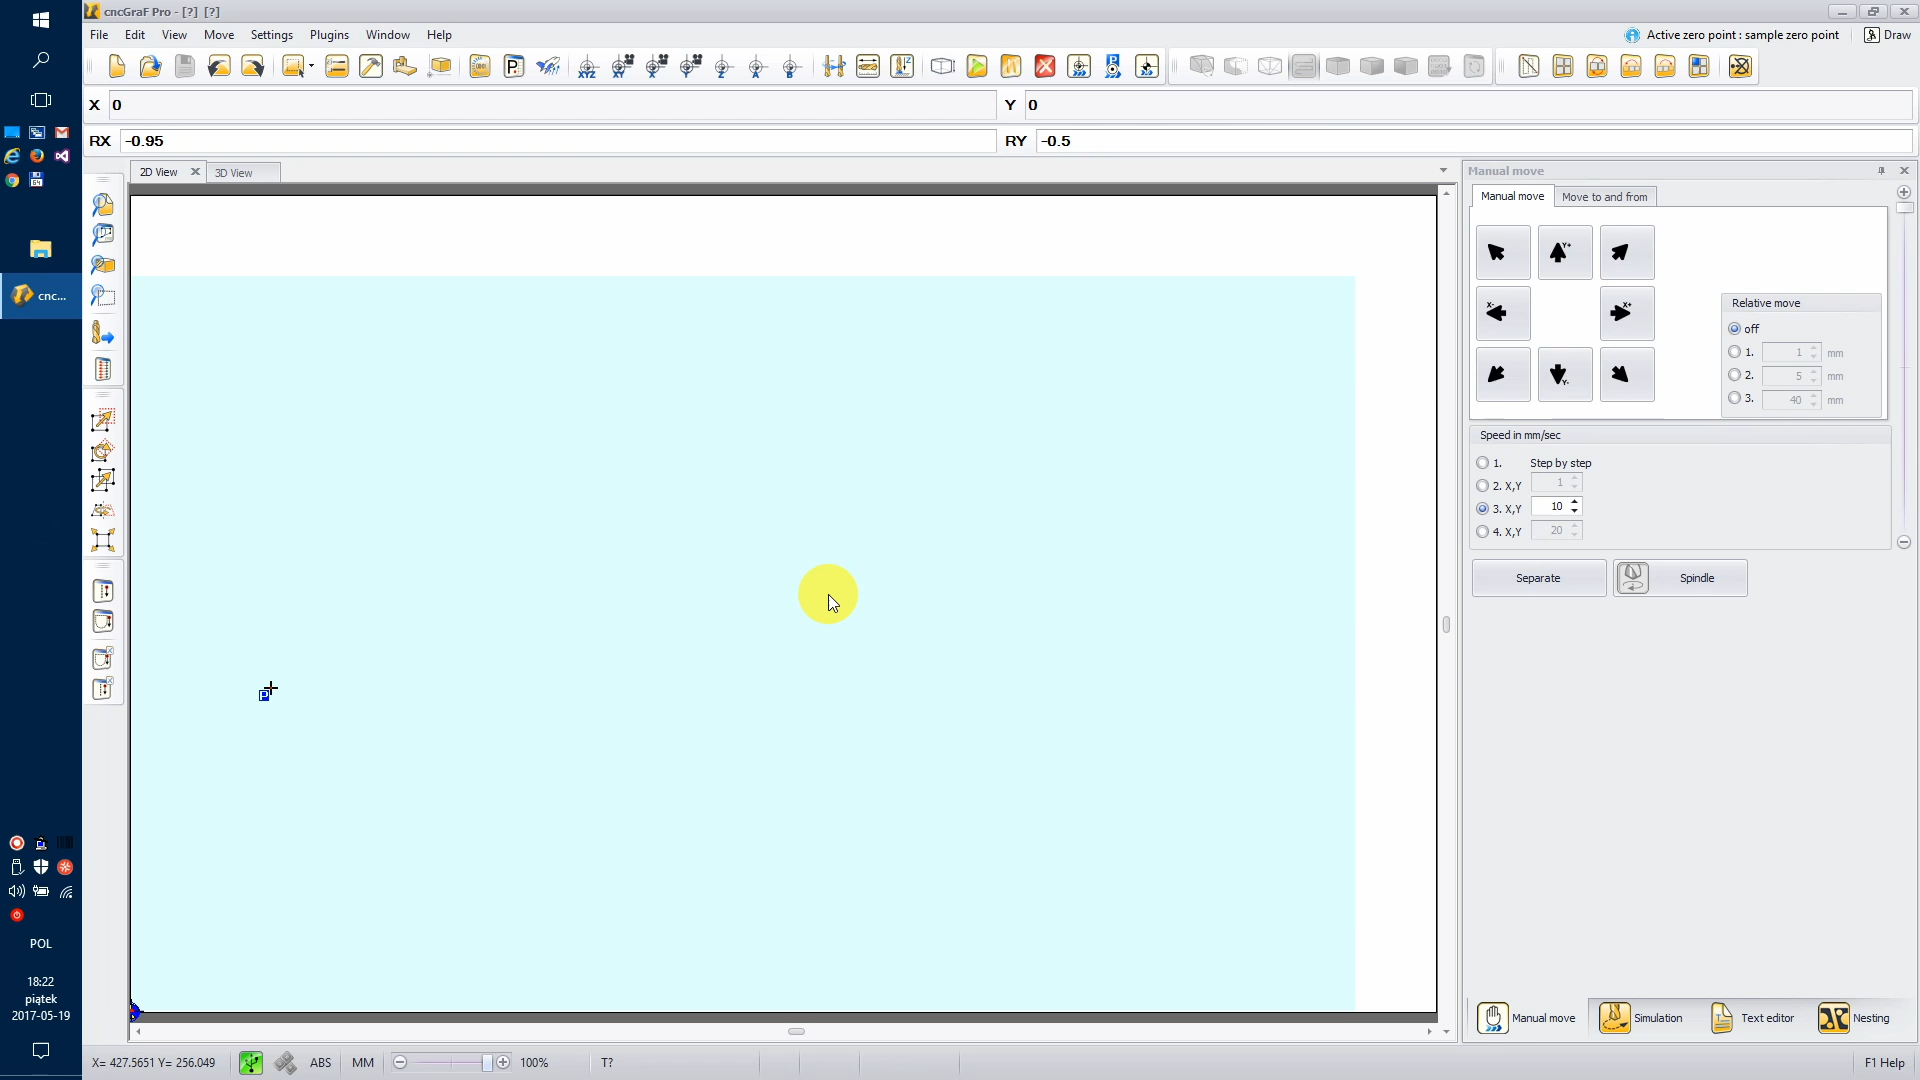 cncGraF Pro - [?] [?]
File Edit View Move Settings Plugins Window Help
Active zero point : sample zero point Draw
XYZ XY X Y Z A B
X 0 Y 0
RX -0.95 RY -0.5
2D View 3D View
Manual move
Manual move Move to and from
Y+
X- X+
Y-
Relative move
off
1. 1 mm
2. 5 mm
3. 40 mm
Speed in mm/sec
1. Step by step
2. X,Y 1
3. X,Y 10
4. X,Y 20
Separate Spindle
Manual move Simulation Text editor Nesting
cnc...
POL
18:22
piątek
2017-05-19
X= 427.5651 Y= 256.049 ABS MM 100% T? F1 Help